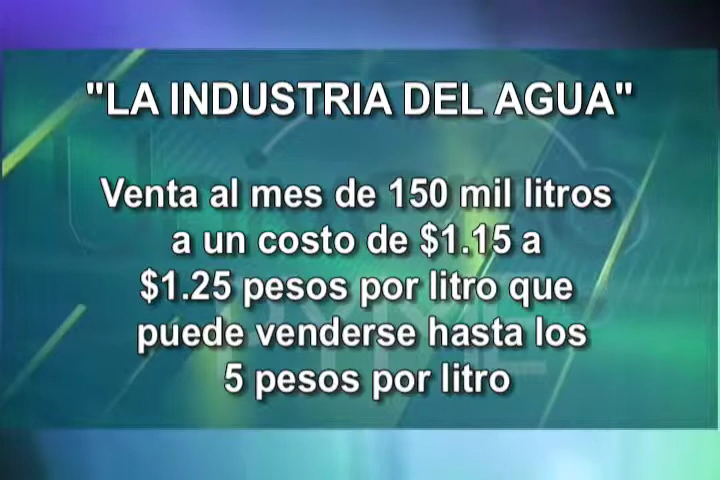 "LA INDUSTRIA DEL AGUA"
Venta al mes de 150 mil litros
a un costo de $1.15 a
$1.25 pesos por litro que
puede venderse hasta los
5 pesos por litro